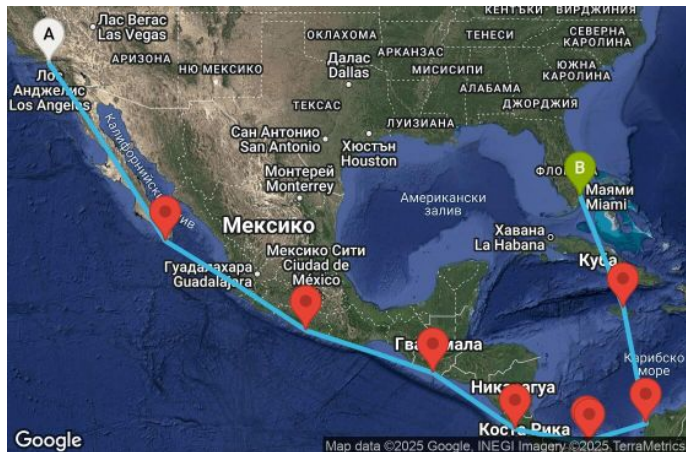 A
Лас Вегас
Las Vegas
Лос
Анджелис
Los Angeles
АРИЗОНА
НЮ МЕКСИКО
ОКЛАХОМА
АРКАНЗАС
ТЕНЕСИ
КЕНТЪКИ
ВИРДЖИНИЯ
СЕВЕРНА
КАРОЛИНА
ЮЖНА
КАРОЛИНА
Далас
Dallas
МИСИСИПИ
АЛАБАМА
ДЖОРДЖИЯ
ТЕКСАС
ЛУИЗИАНА
Сан Антонио
San Antonio
Хюстън
Houston
Калифорнийски
Монтерей
Monterrey
B
Маями
Miami
Американски
залив
Хавана
La Habana
Мексико
Мексико Сити
Ciudad de
México
Гуадалахара
Guadalajara
Куба
Карибско
море
Коста Рика
Google
Map data ©2025 Google, INEGI Imagery ©2025 TerraMetrics